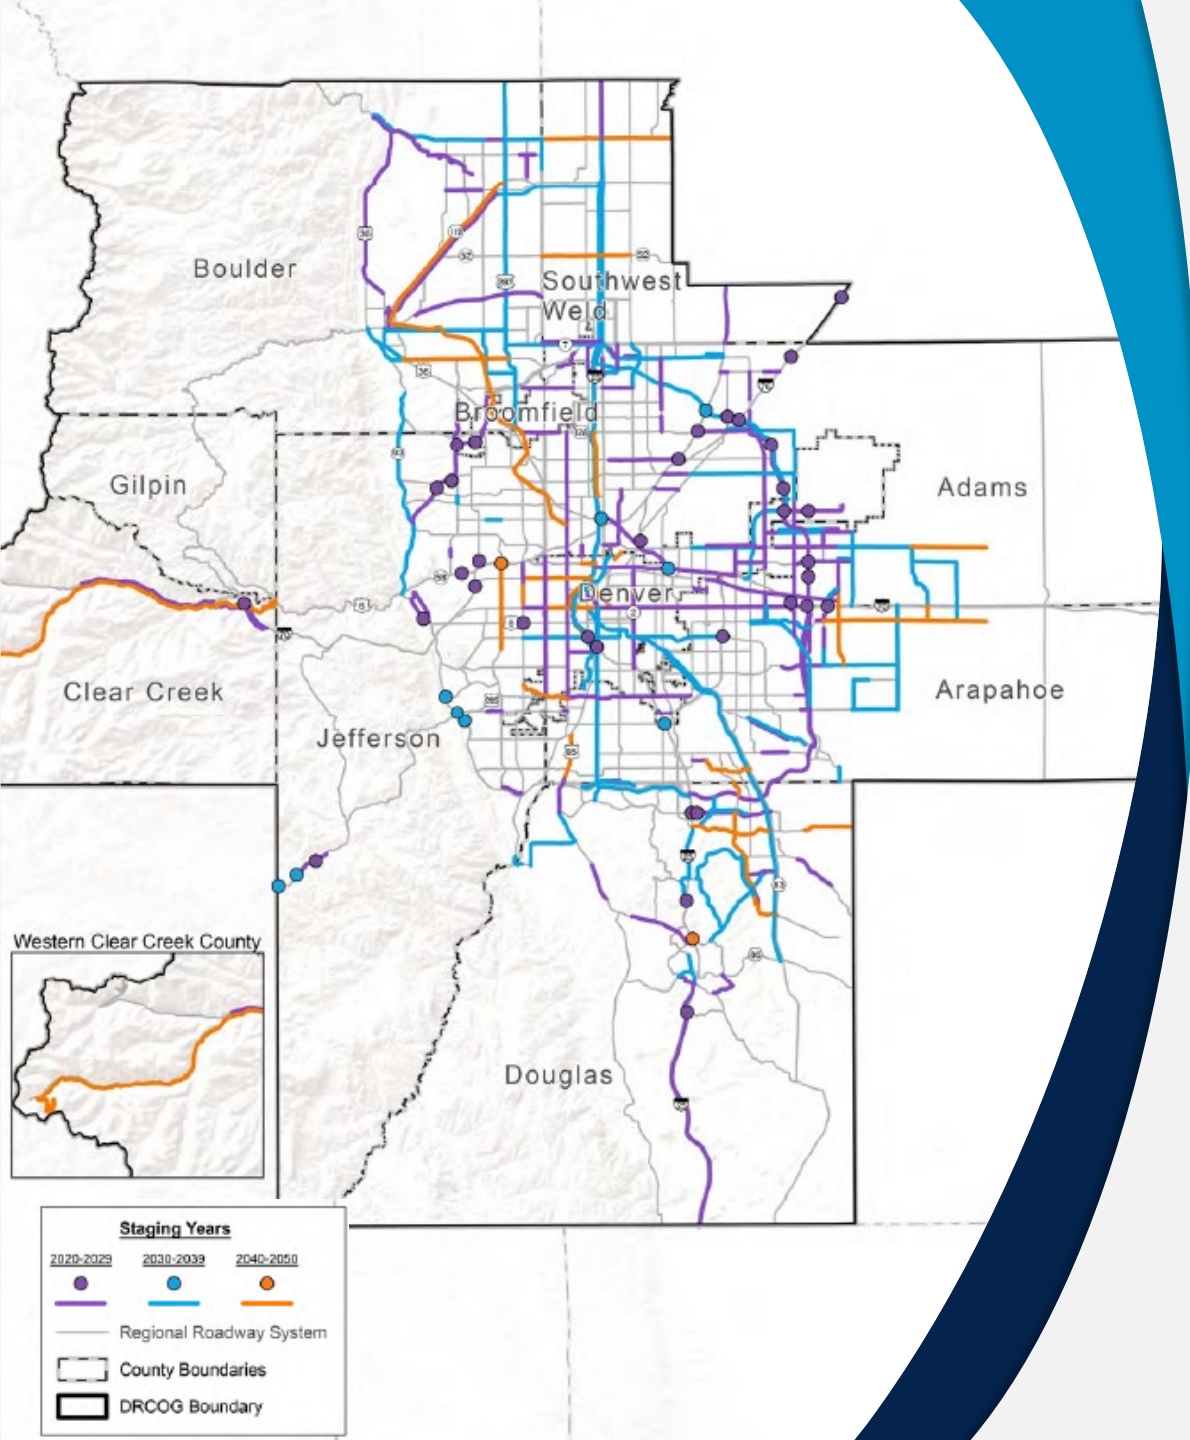 Boulder
Southwest
Weld
Broomfield
Gilpin
Adams
Denver
Clear Creek
Arapahoe
Jefferson
Western Clear Creek County
Douglas
Staging Years
2020-2029 2030-2039 2040-2050
Regional Roadway System
County Boundaries
DRCOG Boundary